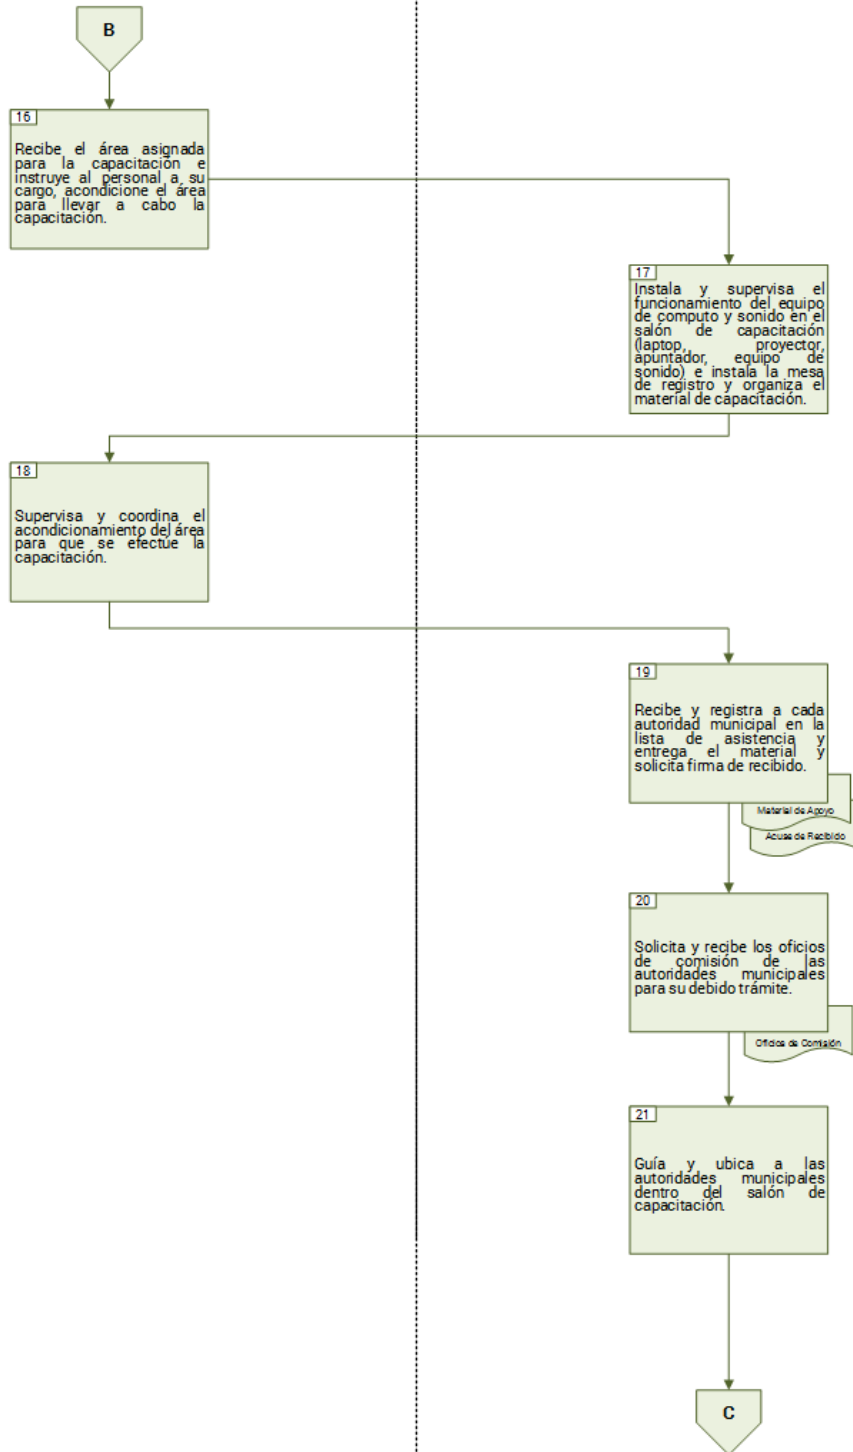 B
16
Recibe el área asignada
para la capacitación e
instruye al personal a su
cargo, acondicione el área
para llevar a cabo la
capacitación.
17
Instala y supervisa el
funcionamiento del equipo
de computo y sonido en el
salón de capacitación
(laptop, proyector,
apuntador, equipo de
sonido) e instala la mesa
de registro y organiza el
material de capacitación.
18
Supervisa y coordina el
acondicionamiento del área
para que se efectúe la
capacitación.
19
Recibe y registra a cada
autoridad municipal en la
lista de asistencia y
entrega el material y
solicita firma de recibido.
Material de Apoyo
Acuse de Recibido
20
Solicita y recibe los oficios
de comisión de las
autoridades municipales
para su debido trámite.
Oficios de Comisión
21
Guía y ubica a las
autoridades municipales
dentro del salón de
capacitación.
C